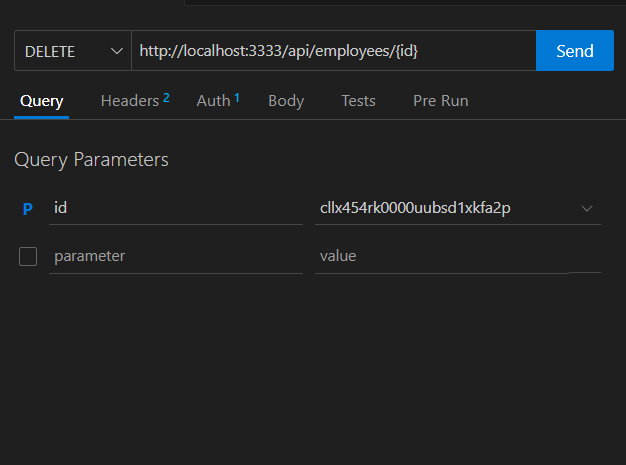 DELETE http://localhost:3333/api/employees/{id} Send
Query Headers 2 Auth 1 Body Tests Pre Run
Query Parameters
P id cllx454rk0000uubsd1xkfa2p
parameter value